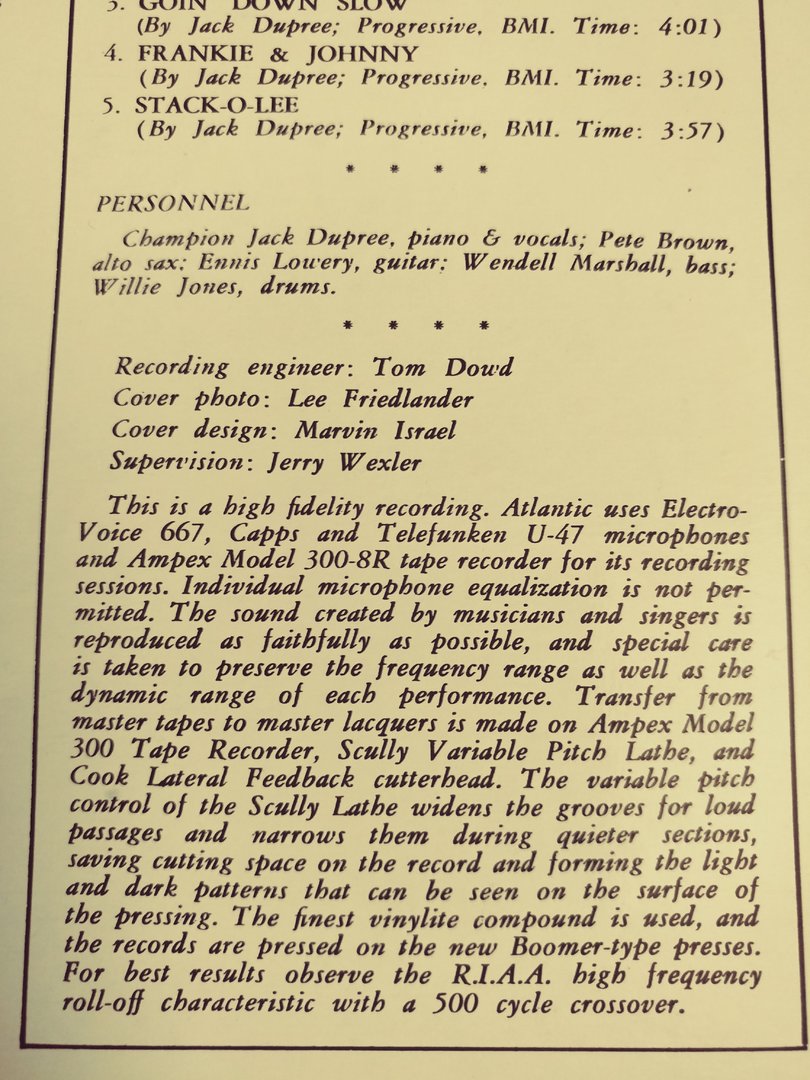 3. GOIN' DOWN SLOW
(By Jack Dupree; Progressive, BMI. Time: 4:01)
4. FRANKIE & JOHNNY
(By Jack Dupree; Progressive. BMI. Time: 3:19)
5. STACK-O-LEE
(By Jack Dupree; Progressive, BMI. Time: 3:57)
* * * *
PERSONNEL
Champion Jack Dupree, piano & vocals; Pete Brown,
alto sax; Ennis Lowery, guitar; Wendell Marshall, bass;
Willie Jones, drums.
* * * *
Recording engineer: Tom Dowd
Cover photo: Lee Friedlander
Cover design: Marvin Israel
Supervision: Jerry Wexler
This is a high fidelity recording. Atlantic uses Electro-
Voice 667, Capps and Telefunken U-47 microphones
and Ampex Model 300-8R tape recorder for its recording
sessions. Individual microphone equalization is not per-
mitted. The sound created by musicians and singers is
reproduced as faithfully as possible, and special care
is taken to preserve the frequency range as well as the
dynamic range of each performance. Transfer from
master tapes to master lacquers is made on Ampex Model
300 Tape Recorder, Scully Variable Pitch Lathe, and
Cook Lateral Feedback cutterhead. The variable pitch
control of the Scully Lathe widens the grooves for loud
passages and narrows them during quieter sections,
saving cutting space on the record and forming the light
and dark patterns that can be seen on the surface of
the pressing. The finest vinylite compound is used, and
the records are pressed on the new Boomer-type presses.
For best results observe the R.I.A.A. high frequency
roll-off characteristic with a 500 cycle crossover.